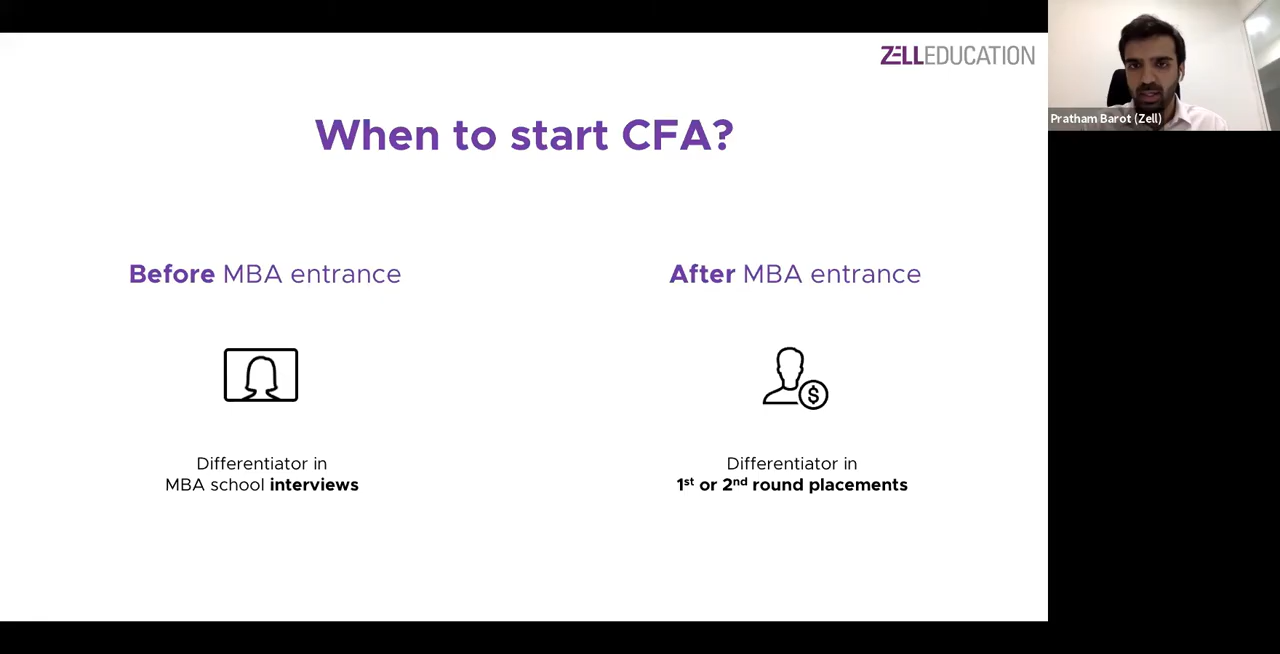 ZELLEDUCATION
Pratham Barot (Zell)
When to start CFA?
Before MBA entrance
After MBA entrance
$
Differentiator in
MBA school interviews
Differentiator in
1st or 2nd round placements